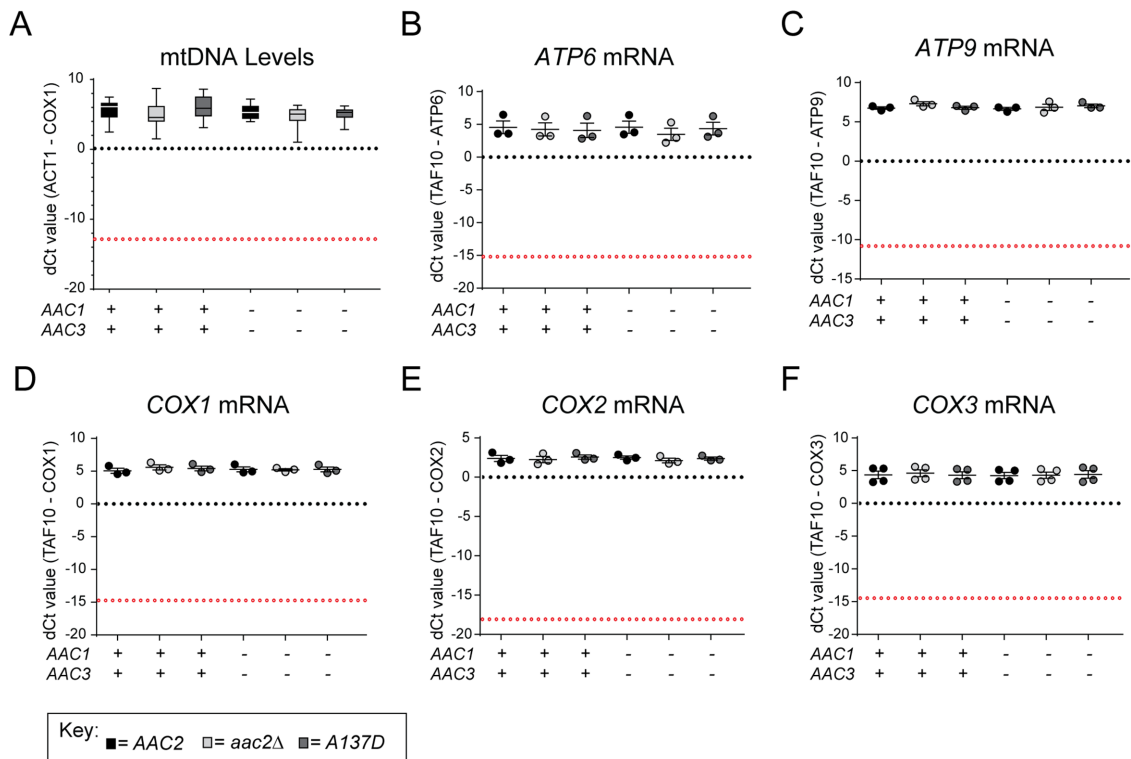 A
mtDNA Levels
dCt value (ACT1 - COX1)
10
0
-10
-20
AAC1 + + + - - -
AAC3 + + + - - -
B
ATP6 mRNA
dCt value (TAF10 - ATP6)
10
5
0
-5
-10
-15
-20
AAC1 + + + - - -
AAC3 + + + - - -
C
ATP9 mRNA
dCt value (TAF10 - ATP9)
10
5
0
-5
-10
-15
AAC1 + + + - - -
AAC3 + + + - - -
D
COX1 mRNA
dCt value (TAF10 - COX1)
10
5
0
-5
-10
-15
-20
AAC1 + + + - - -
AAC3 + + + - - -
E
COX2 mRNA
dCt value (TAF10 - COX2)
5
0
-5
-10
-15
-20
AAC1 + + + - - -
AAC3 + + + - - -
F
COX3 mRNA
dCt value (TAF10 - COX3)
10
5
0
-5
-10
-15
-20
AAC1 + + + - - -
AAC3 + + + - - -
Key: = AAC2 = aac2Δ = A137D